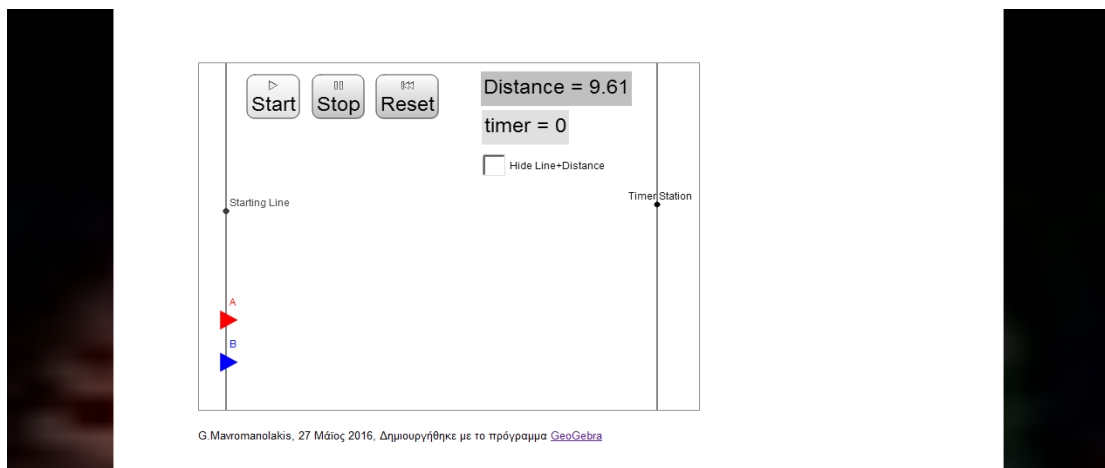 Start Stop Reset
Distance = 9.61
timer = 0
Hide Line+Distance
Starting Line
Timer Station
A
B
G.Mavromanolakis, 27 Μάϊος 2016, Δημιουργήθηκε με το πρόγραμμα GeoGebra